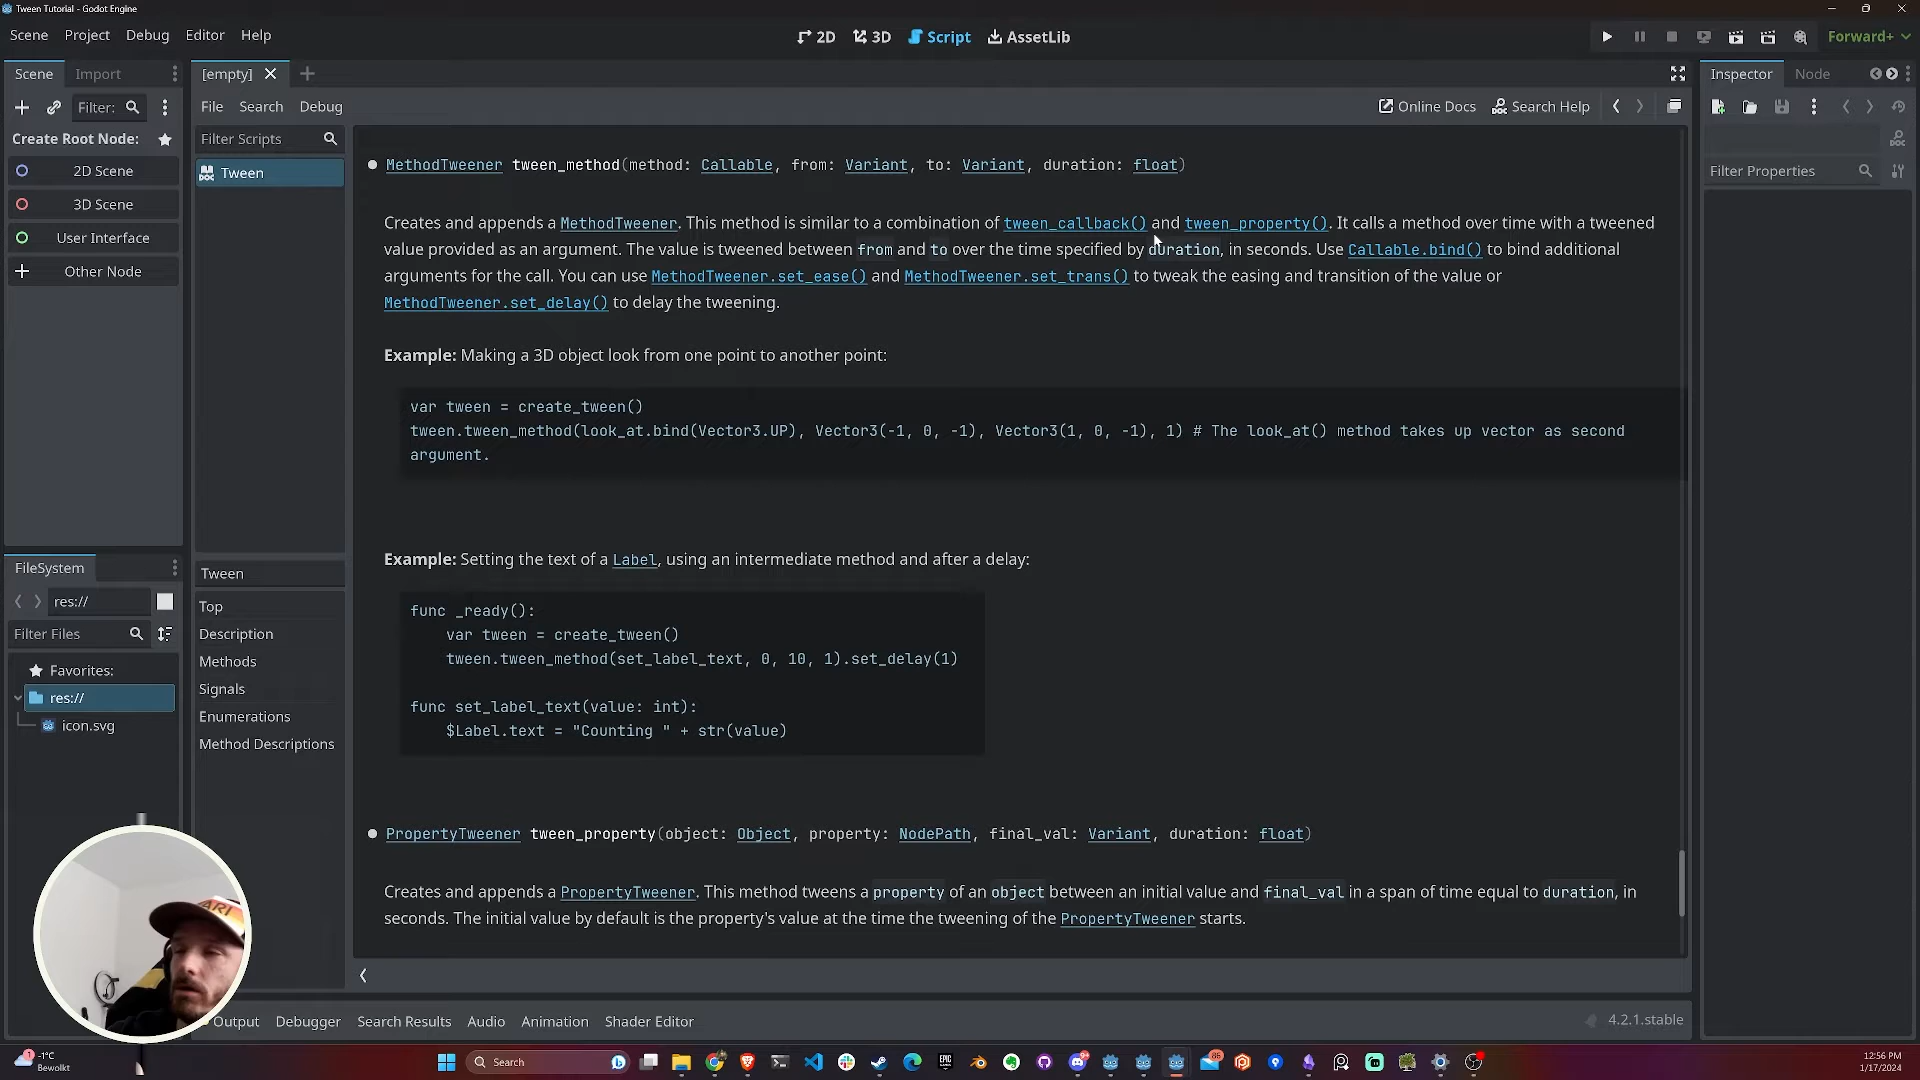 Tween Tutorial - Godot Engine
Scene Project Debug Editor Help
2D 3D Script AssetLib
Forward+
Scene Import
[empty]
Inspector Node
Filter:
File Search Debug
Online Docs Search Help
Create Root Node:
2D Scene
3D Scene
User Interface
Other Node
Filter Scripts
Tween
Filter Properties
MethodTweener tween_method(method: Callable, from: Variant, to: Variant, duration: float)
Creates and appends a MethodTweener. This method is similar to a combination of tween_callback() and tween_property(). It calls a method over time with a tweened
value provided as an argument. The value is tweened between from and to over the time specified by duration, in seconds. Use Callable.bind() to bind additional
arguments for the call. You can use MethodTweener.set_ease() and MethodTweener.set_trans() to tweak the easing and transition of the value or
MethodTweener.set_delay() to delay the tweening.
Example: Making a 3D object look from one point to another point:
var tween = create_tween()
tween.tween_method(look_at.bind(Vector3.UP), Vector3(-1, 0, -1), Vector3(1, 0, -1), 1) # The look_at() method takes up vector as second
argument.
Example: Setting the text of a Label, using an intermediate method and after a delay:
func _ready():
var tween = create_tween()
tween.tween_method(set_label_text, 0, 10, 1).set_delay(1)
func set_label_text(value: int):
$Label.text = "Counting " + str(value)
PropertyTweener tween_property(object: Object, property: NodePath, final_val: Variant, duration: float)
Creates and appends a PropertyTweener. This method tweens a property of an object between an initial value and final_val in a span of time equal to duration, in
seconds. The initial value by default is the property's value at the time the tweening of the PropertyTweener starts.
FileSystem
res://
Filter Files
Favorites:
res://
icon.svg
Tween
Top
Description
Methods
Signals
Enumerations
Method Descriptions
Output Debugger Search Results Audio Animation Shader Editor
4.2.1.stable
-1°C
Bewolkt
Search
12:56 PM
1/17/2024